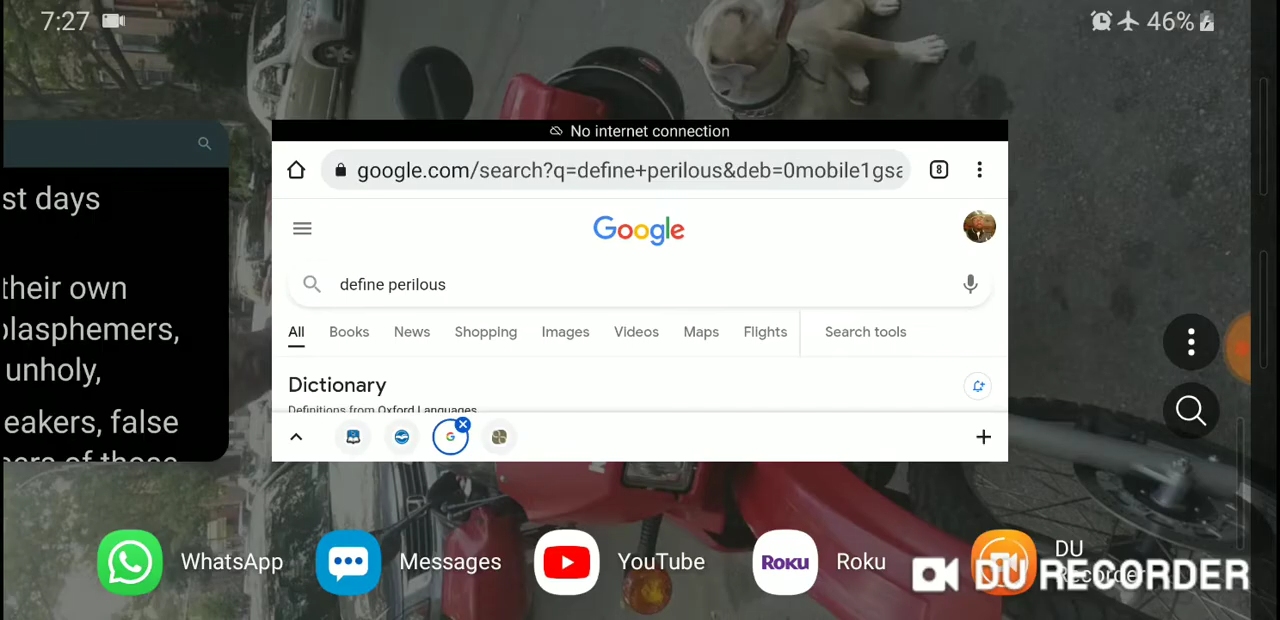 7:27
46%
st days
their own
blasphemers,
unholy,
eakers, false
No internet connection
google.com/search?q=define+perilous&deb=0mobile1gsa
8
Google
define perilous
All Books News Shopping Images Videos Maps Flights Search tools
Dictionary
Definitions from Oxford Languages
G
WhatsApp Messages YouTube Roku Roku DU
DU RECORDER